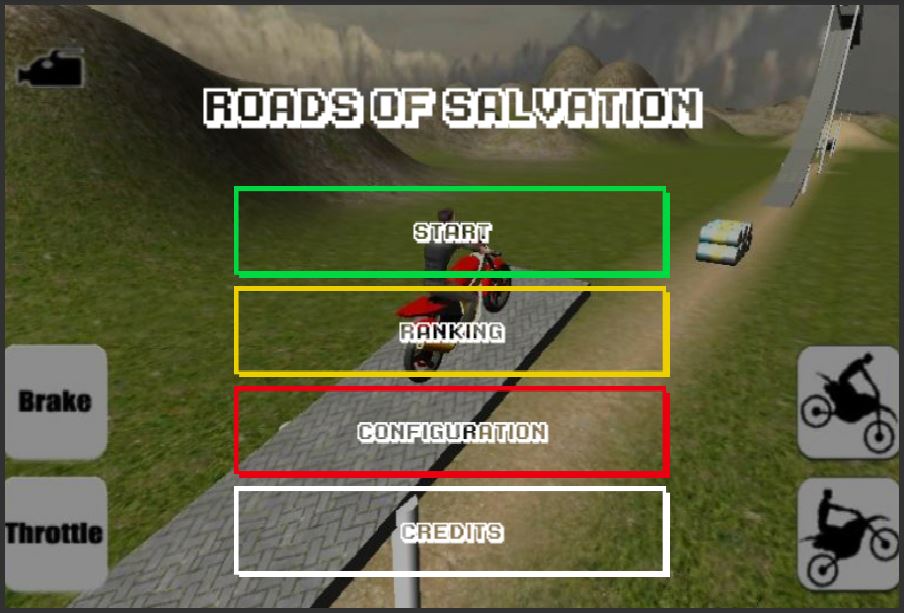 ROADS OF SALVATION
START
RANKING
CONFIGURATION
CREDITS
Brake
Throttle